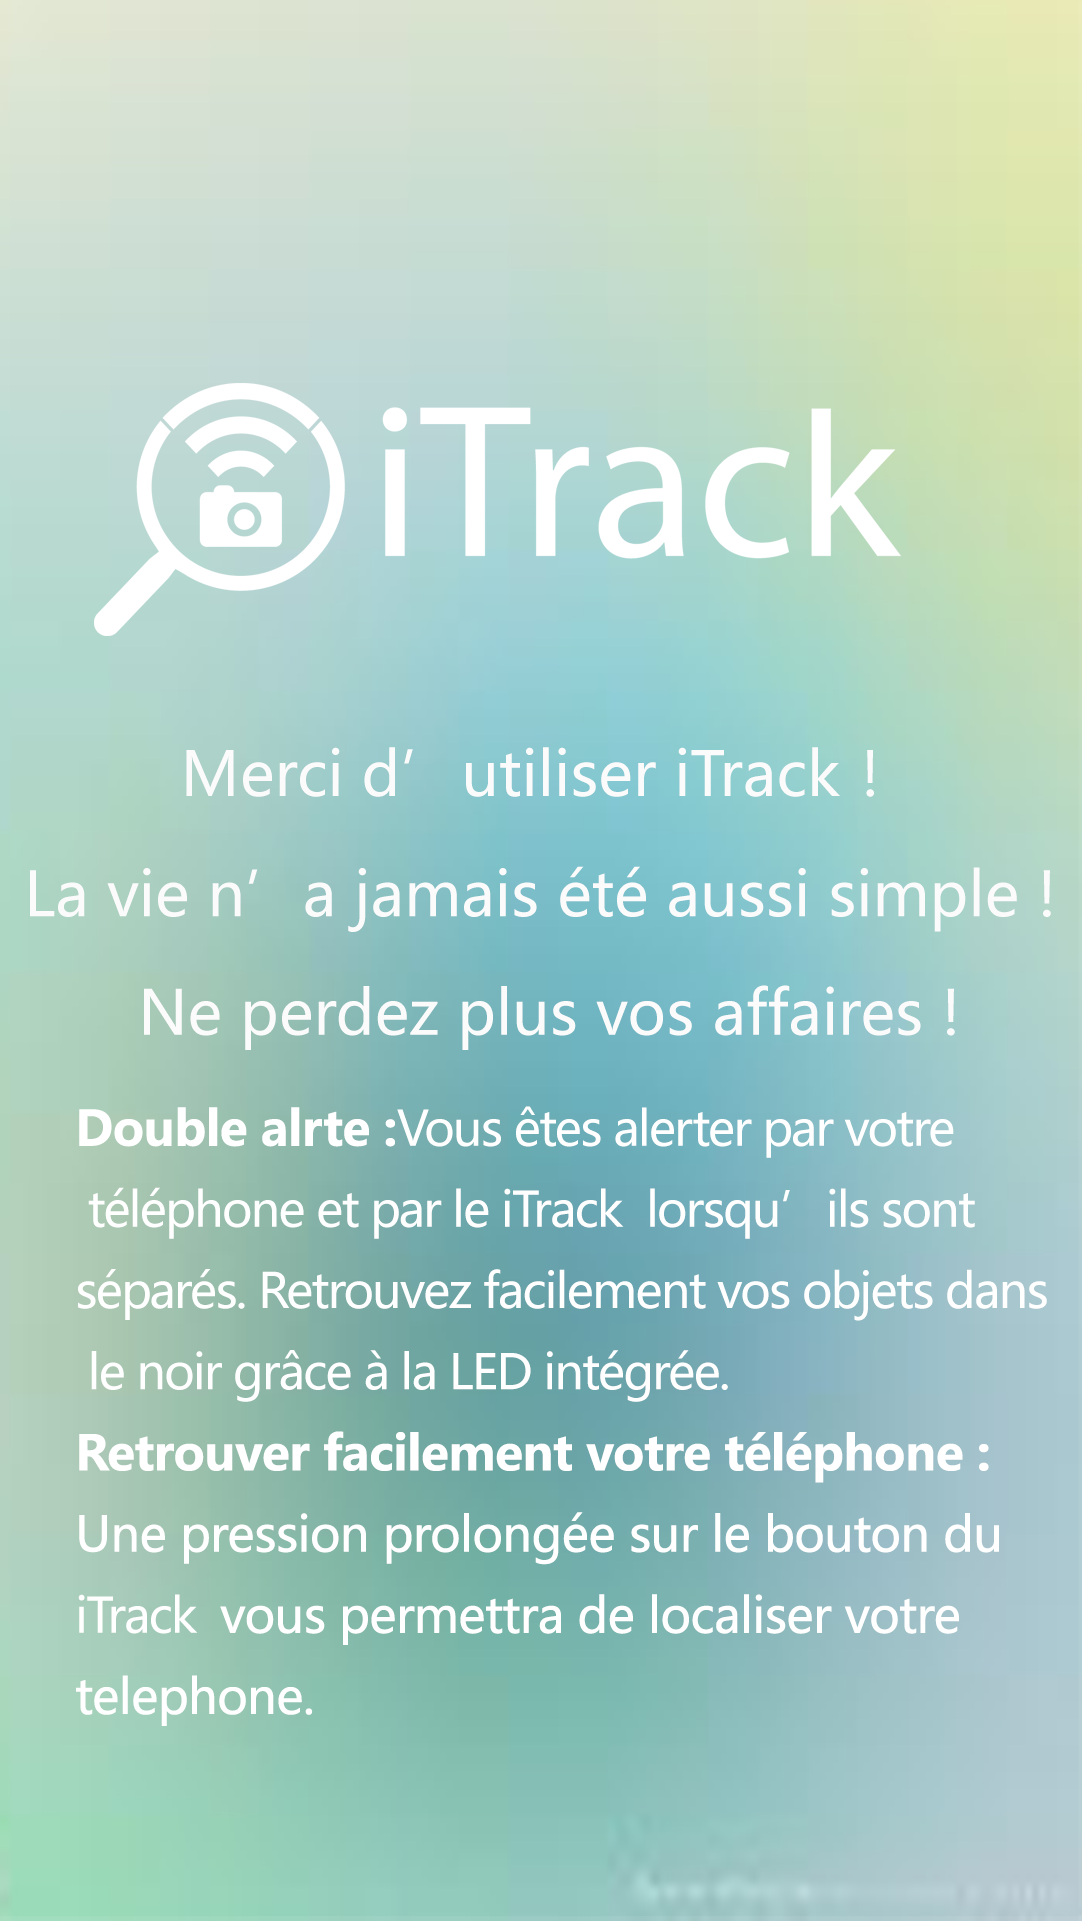 iTrack
Merci d’ utiliser iTrack !
La vie n’ a jamais été aussi simple !
Ne perdez plus vos affaires !
Double alrte :Vous êtes alerter par votre
téléphone et par le iTrack lorsqu’ ils sont
séparés. Retrouvez facilement vos objets dans
le noir grâce à la LED intégrée.
Retrouver facilement votre téléphone :
Une pression prolongée sur le bouton du
iTrack vous permettra de localiser votre
telephone.